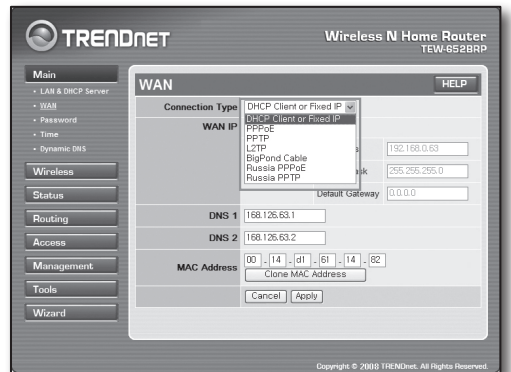 TRENDNET
Wireless N Home Router
TEW-652BRP
Main
• LAN & DHCP Server
• WAN
• Password
• Time
• Dynamic DNS
Wireless
Status
Routing
Access
Management
Tools
Wizard
WAN
HELP
Connection Type DHCP Client or Fixed IP
DHCP Client or Fixed IP
PPPoE
PPTP
L2TP
BigPond Cable
Russia PPPoE
Russia PPTP
WAN IP
192.168.0.63
255.255.255.0
Default Gateway 0.0.0.0
DNS 1 168.126.63.1
DNS 2 168.126.63.2
MAC Address 00 - 14 - d1 - 61 - 14 - 82
Clone MAC Address
Cancel Apply
Copyright © 2008 TRENDnet. All Rights Reserved.